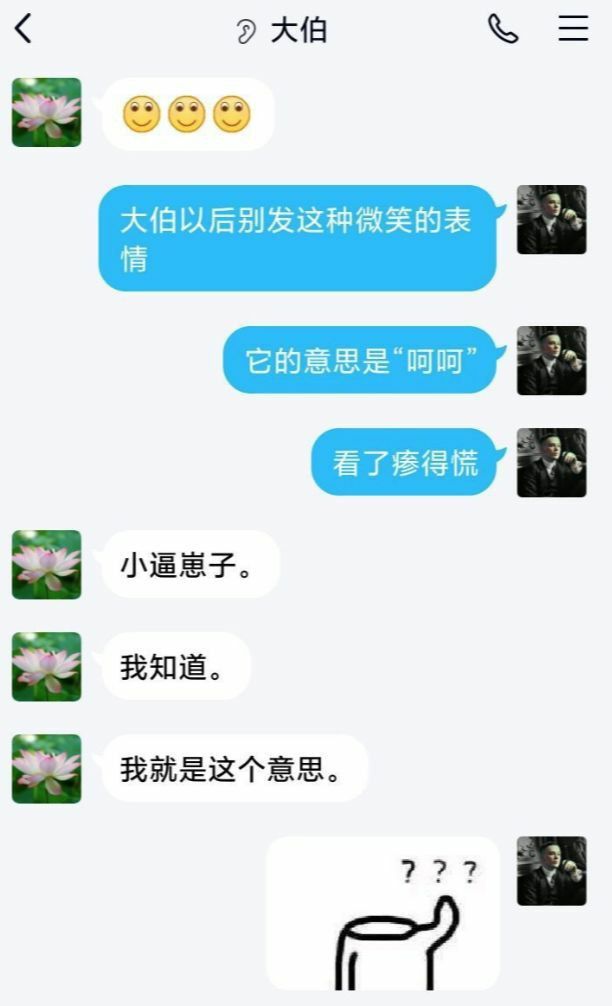 大伯
大伯以后别发这种微笑的表
情
它的意思是“呵呵”
看了瘆得慌
小逼崽子。
我知道。
我就是这个意思。
? ? ?